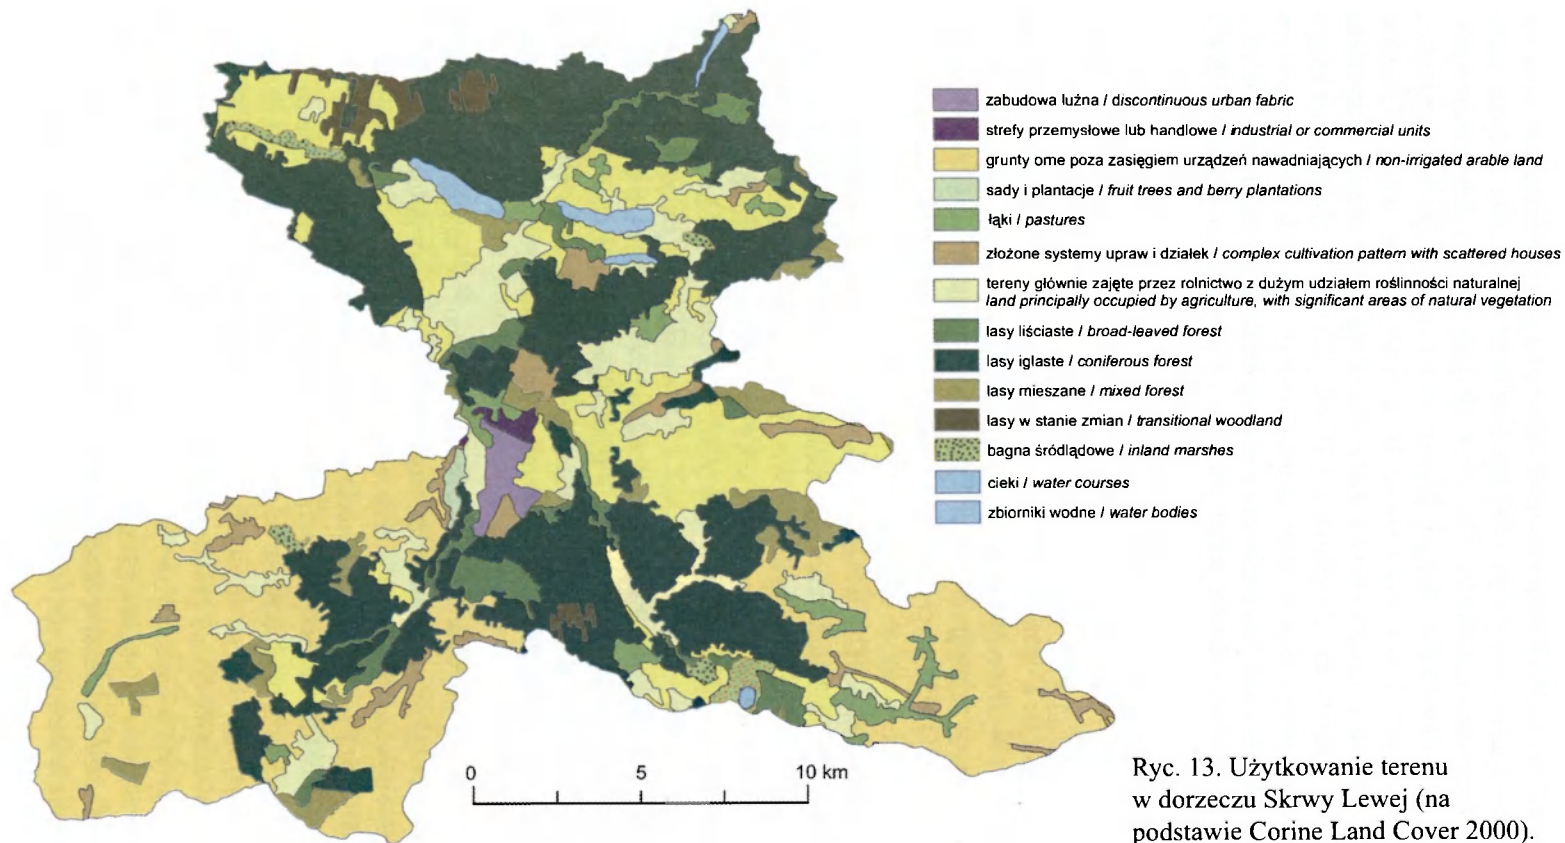 zabudowa luźna / discontinuous urban fabric
strefy przemysłowe lub handlowe / industrial or commercial units
grunty orne poza zasięgiem urządzeń nawadniających / non-irrigated arable land
sady i plantacje / fruit trees and berry plantations
łąki / pastures
złożone systemy upraw i działek / complex cultivation pattern with scattered houses
tereny głównie zajęte przez rolnictwo z dużym udziałem roślinności naturalnej
land principally occupied by agriculture, with significant areas of natural vegetation
lasy liściaste / broad-leaved forest
lasy iglaste / coniferous forest
lasy mieszane / mixed forest
lasy w stanie zmian / transitional woodland
bagna śródlądowe / inland marshes
cieki / water courses
zbiorniki wodne / water bodies
0 5 10 km
Ryc. 13. Użytkowanie terenu
w dorzeczu Skrwy Lewej (na
podstawie Corine Land Cover 2000).